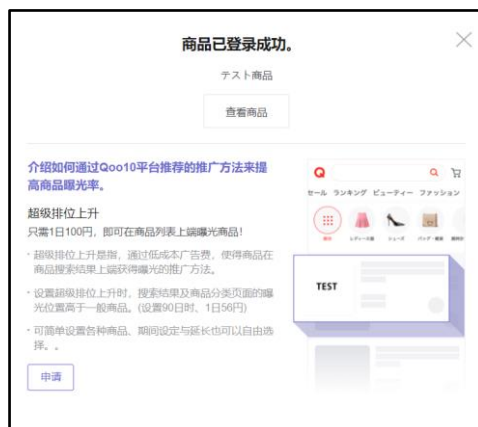 商品已登录成功。
テスト商品
查看商品
介绍如何通过Qoo10平台推荐的推广方法来提
高商品曝光率。
超级排位上升
只需1日100円，即可在商品列表上端曝光商品！
· 超级排位上升是指，通过低成本广告费，使得商品在
商品搜索结果上端获得曝光的推广方法。
· 设置超级排位上升时，搜索结果及商品分类页面的曝
光位置高于一般商品。(设置90日时、1日56円)
· 可简单设置各种商品、期间设定与延长也可以自由选
择。。
申请
Q
セール ランキング ビューティー ファッション
シューズ
TEST